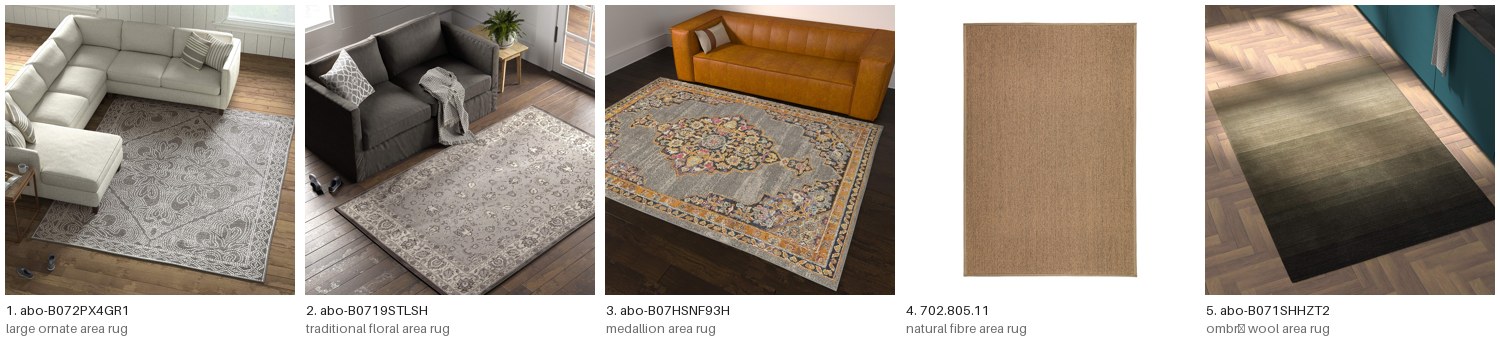 1. abo-B072PX4GR1
large ornate area rug
2. abo-B0719STLSH
traditional floral area rug
3. abo-B07HSNF93H
medallion area rug
4. 702.805.11
natural fibre area rug
5. abo-B071SHHZT2
ombr▯ wool area rug